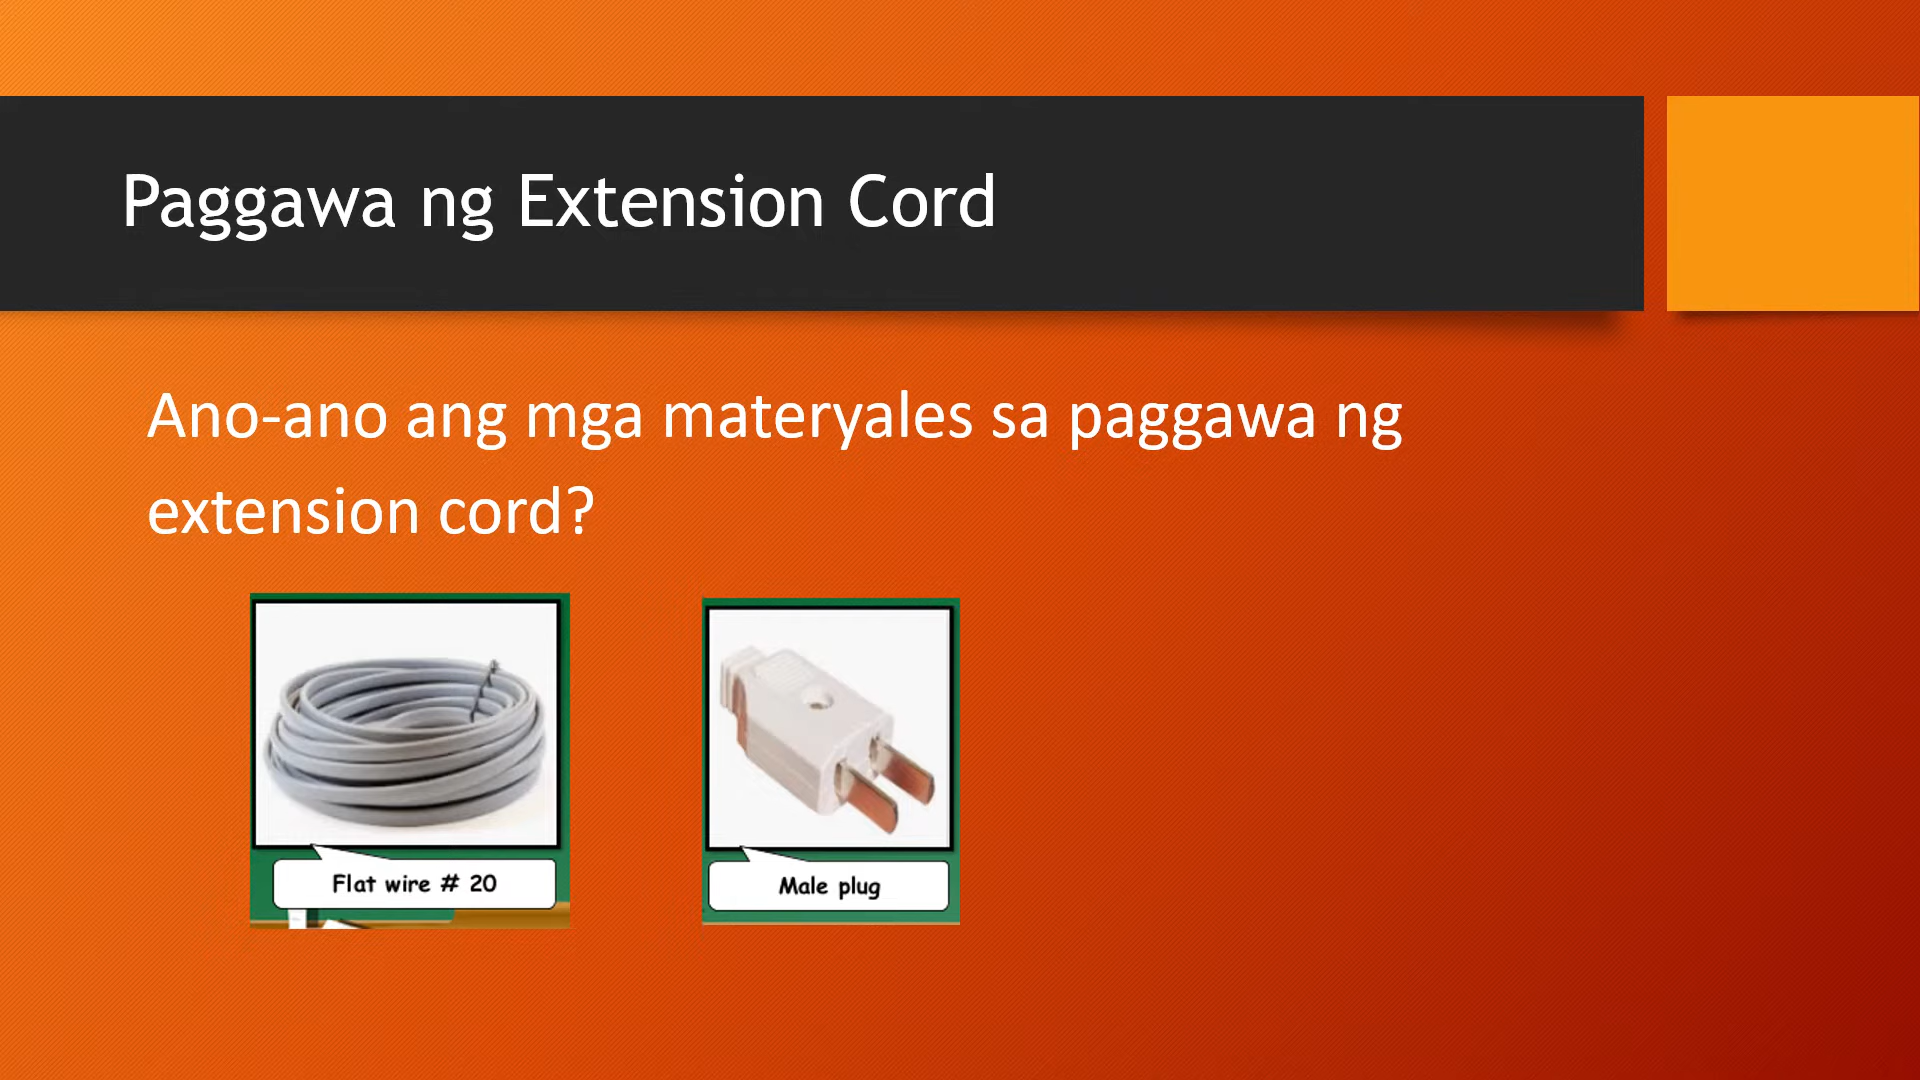 Paggawa ng Extension Cord
Ano-ano ang mga materyales sa paggawa ng
extension cord?
Flat wire # 20
Male plug